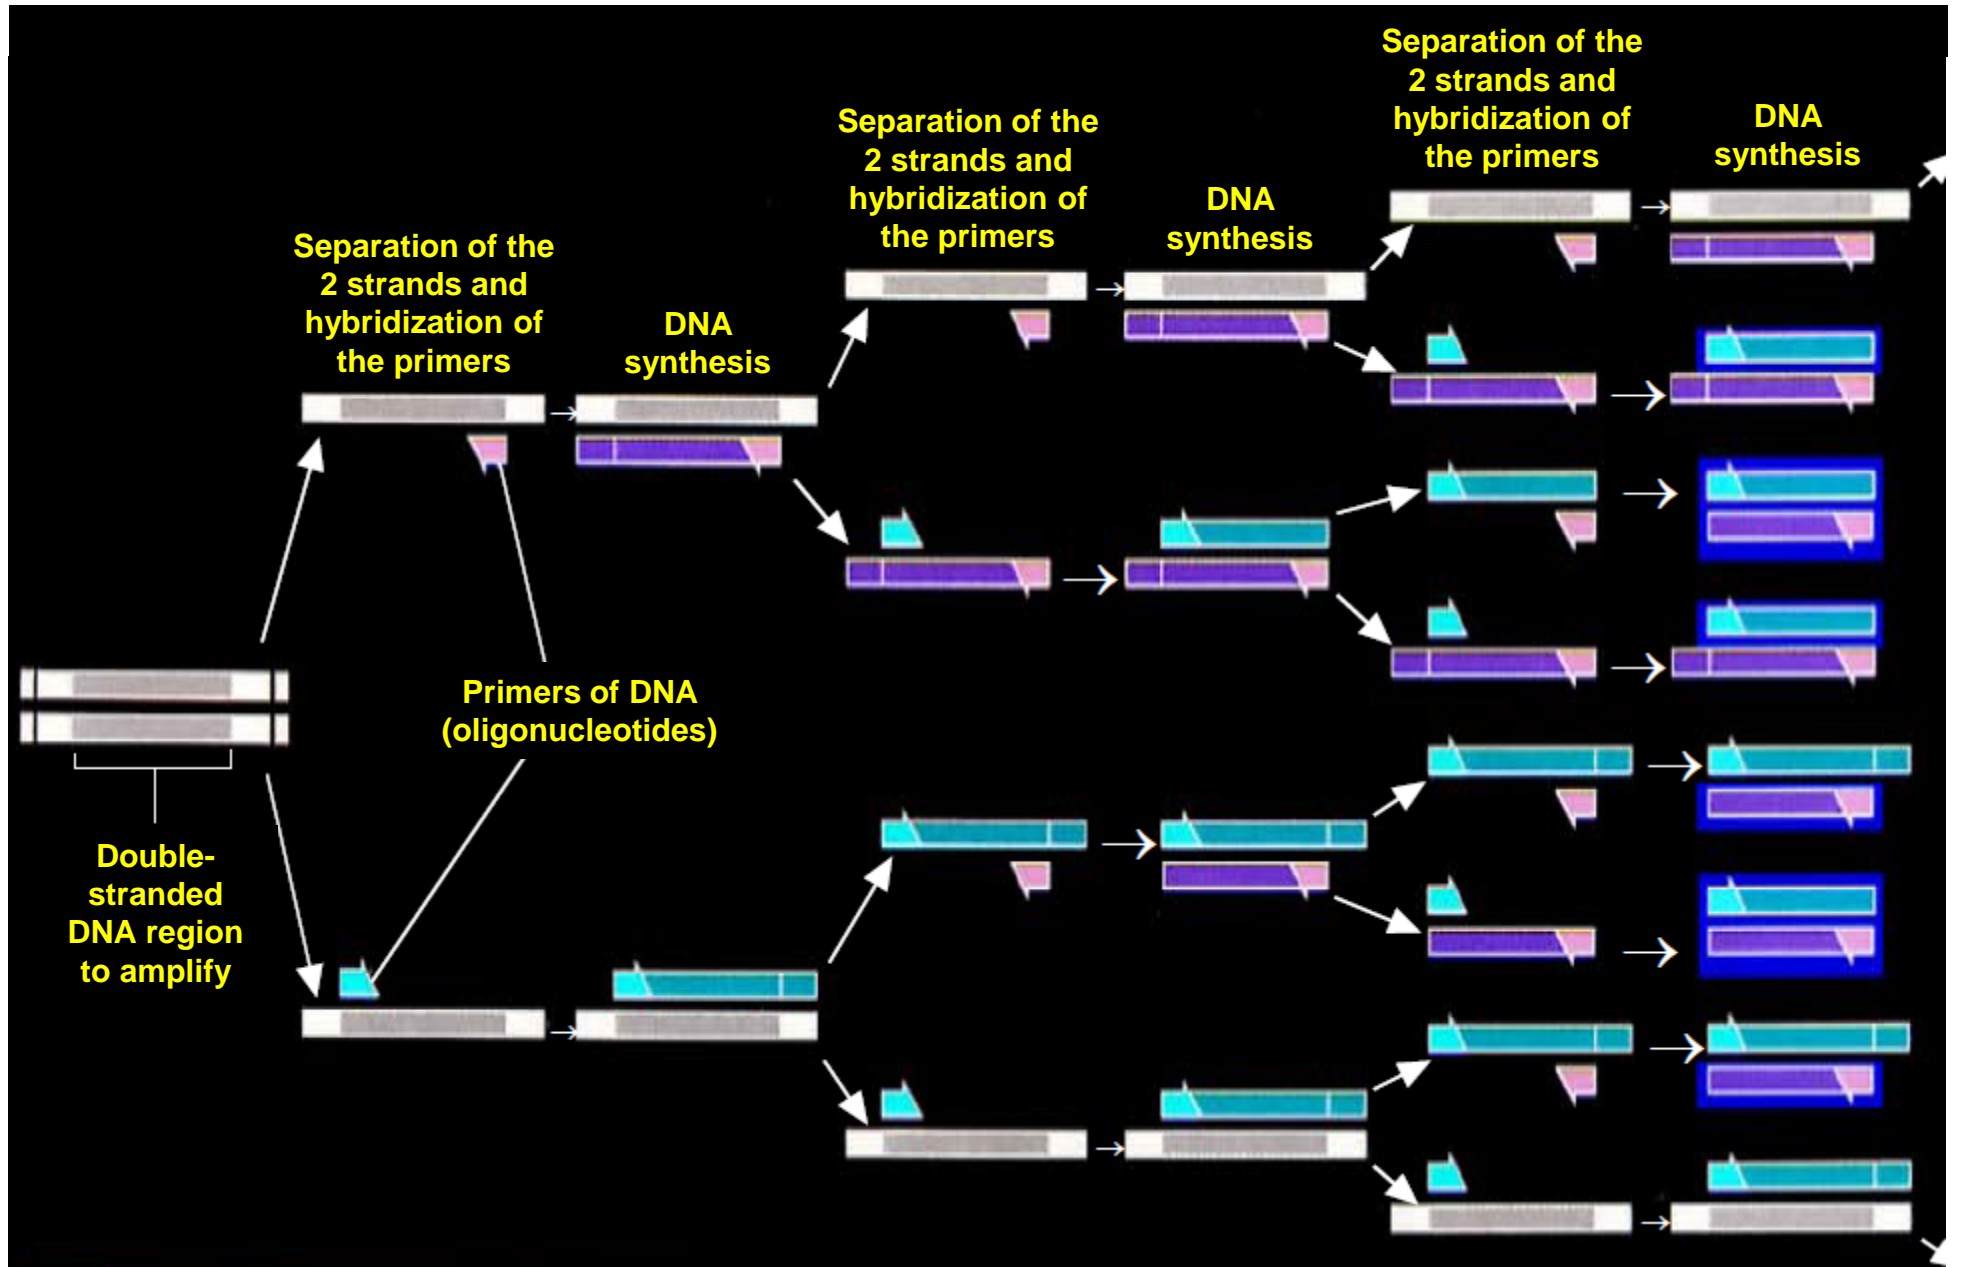 Separation of the
2 strands and
hybridization of
the primers
DNA
synthesis
Separation of the
2 strands and
hybridization of
the primers
DNA
synthesis
Separation of the
2 strands and
hybridization of
the primers
DNA
synthesis
Primers of DNA
(oligonucleotides)
Double-
stranded
DNA region
to amplify